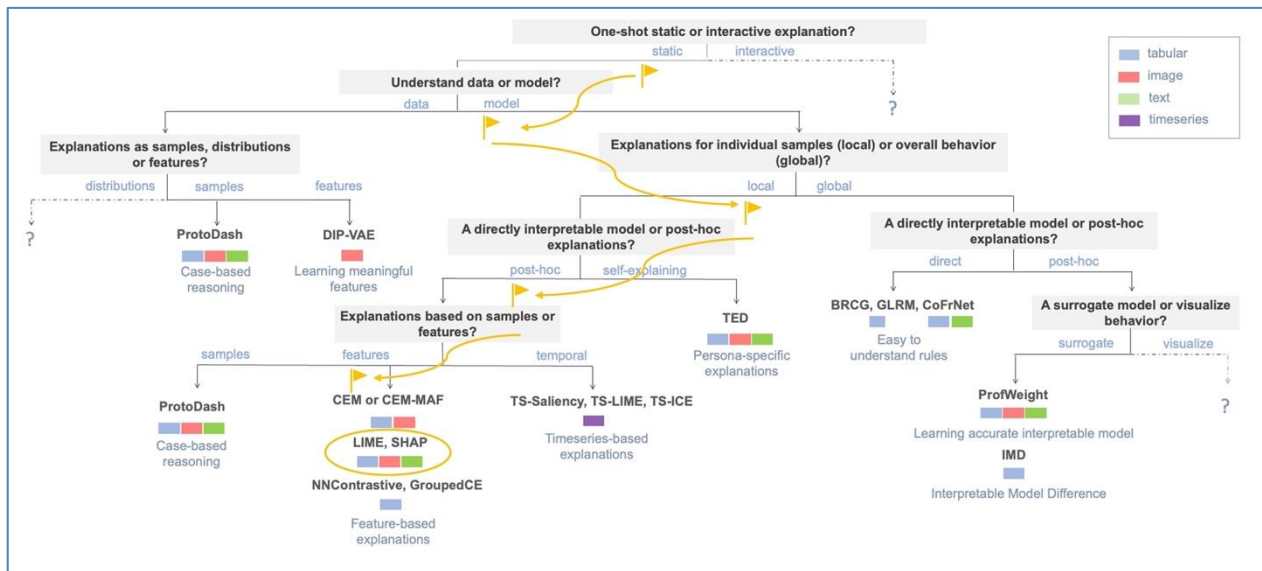 One-shot static or interactive explanation?
static
interactive
tabular
image
text
timeseries
Understand data or model?
data
model
?
Explanations as samples, distributions
or features?
Explanations for individual samples (local) or overall behavior
(global)?
distributions
samples
features
local
global
?
ProtoDash
Case-based
reasoning
DIP-VAE
Learning meaningful
features
A directly interpretable model or post-hoc
explanations?
A directly interpretable model or post-hoc
explanations?
post-hoc
self-explaining
direct
post-hoc
Explanations based on samples or
features?
TED
Persona-specific
explanations
BRCG, GLRM, CoFrNet
Easy to
understand rules
A surrogate model or visualize
behavior?
samples
features
temporal
surrogate
visualize
ProtoDash
Case-based
reasoning
CEM or CEM-MAF
LIME, SHAP
NNContrastive, GroupedCE
Feature-based
explanations
TS-Saliency, TS-LIME, TS-ICE
Timeseries-based
explanations
ProfWeight
Learning accurate interpretable model
IMD
Interpretable Model Difference
?